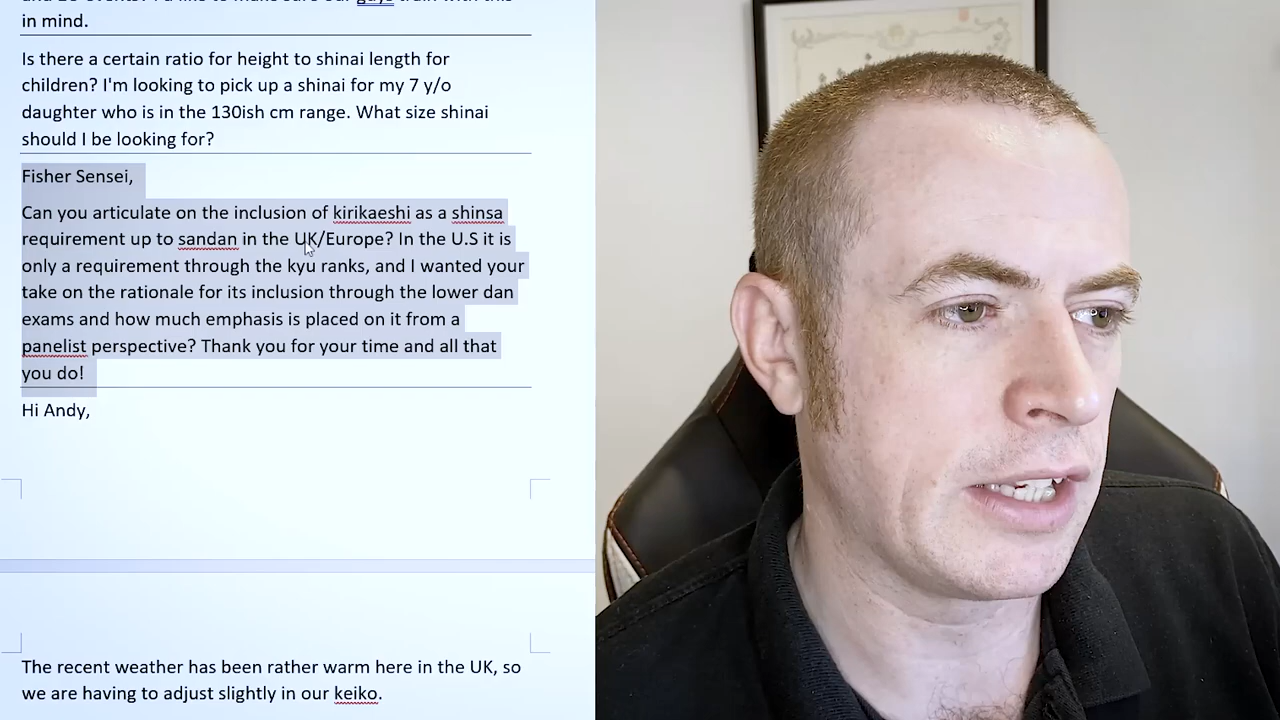 in mind.
Is there a certain ratio for height to shinai length for
children? I'm looking to pick up a shinai for my 7 y/o
daughter who is in the 130ish cm range. What size shinai
should I be looking for?
Fisher Sensei,
Can you articulate on the inclusion of kirikaeshi as a shinsa
requirement up to sandan in the UK/Europe? In the U.S it is
only a requirement through the kyu ranks, and I wanted your
take on the rationale for its inclusion through the lower dan
exams and how much emphasis is placed on it from a
panelist perspective? Thank you for your time and all that
you do!
Hi Andy,
The recent weather has been rather warm here in the UK, so
we are having to adjust slightly in our keiko.